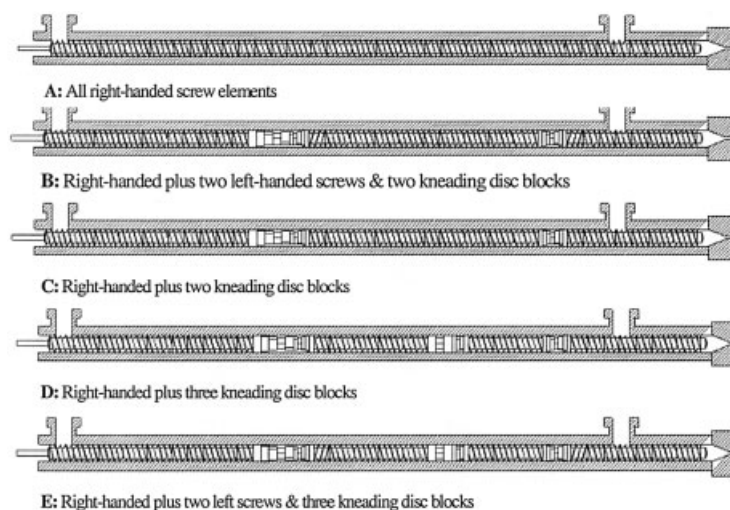 A: All right-handed screw elements
B: Right-handed plus two left-handed screws & two kneading disc blocks
C: Right-handed plus two kneading disc blocks
D: Right-handed plus three kneading disc blocks
E: Right-handed plus two left screws & three kneading disc blocks